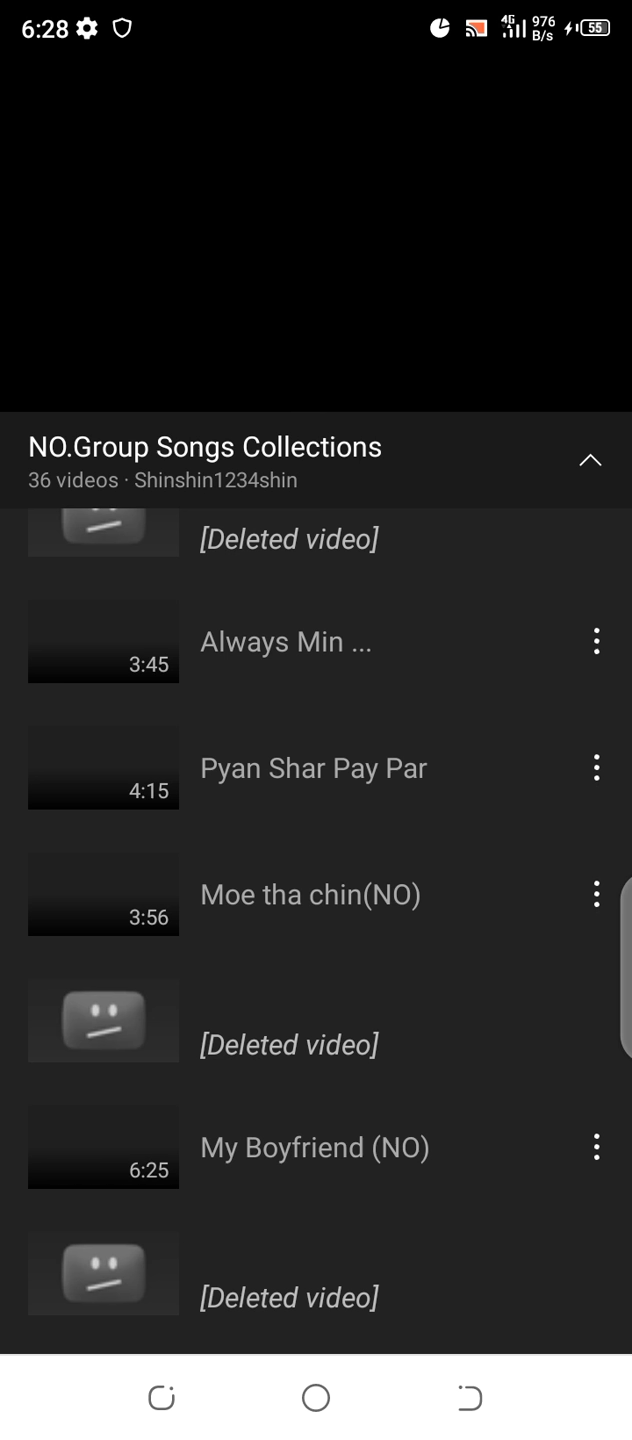 6:28
4G 976 B/s 55
NO.Group Songs Collections
36 videos · Shinshin1234shin
[Deleted video]
Always Min ...
3:45
Pyan Shar Pay Par
4:15
Moe tha chin(NO)
3:56
[Deleted video]
My Boyfriend (NO)
6:25
[Deleted video]